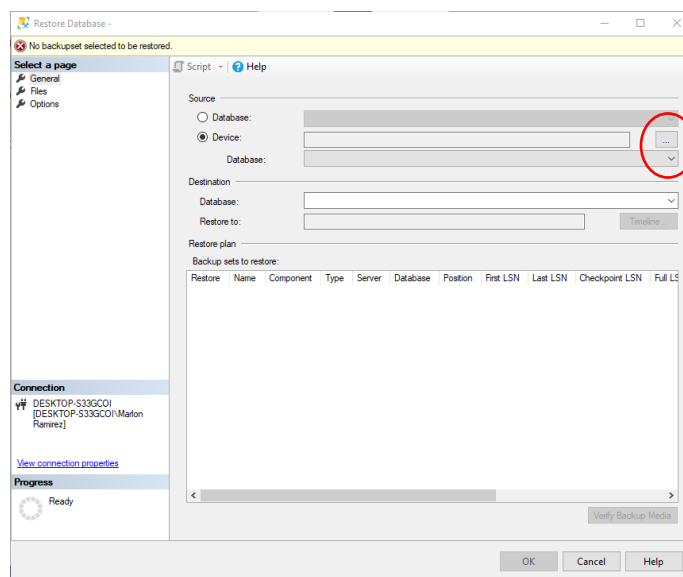 Restore Database -
No backupset selected to be restored.
Select a page
General
Files
Options
Script
Help
Source
Database:
Device:
...
Database:
Destination
Database:
Restore to:
Timeline...
Restore plan
Backup sets to restore:
Restore Name Component Type Server Database Position First LSN Last LSN Checkpoint LSN Full LS
Connection
DESKTOP-S33GCOI
[DESKTOP-S33GCOI\Marlon
Ramirez]
View connection properties
Progress
Ready
Verify Backup Media
OK Cancel Help